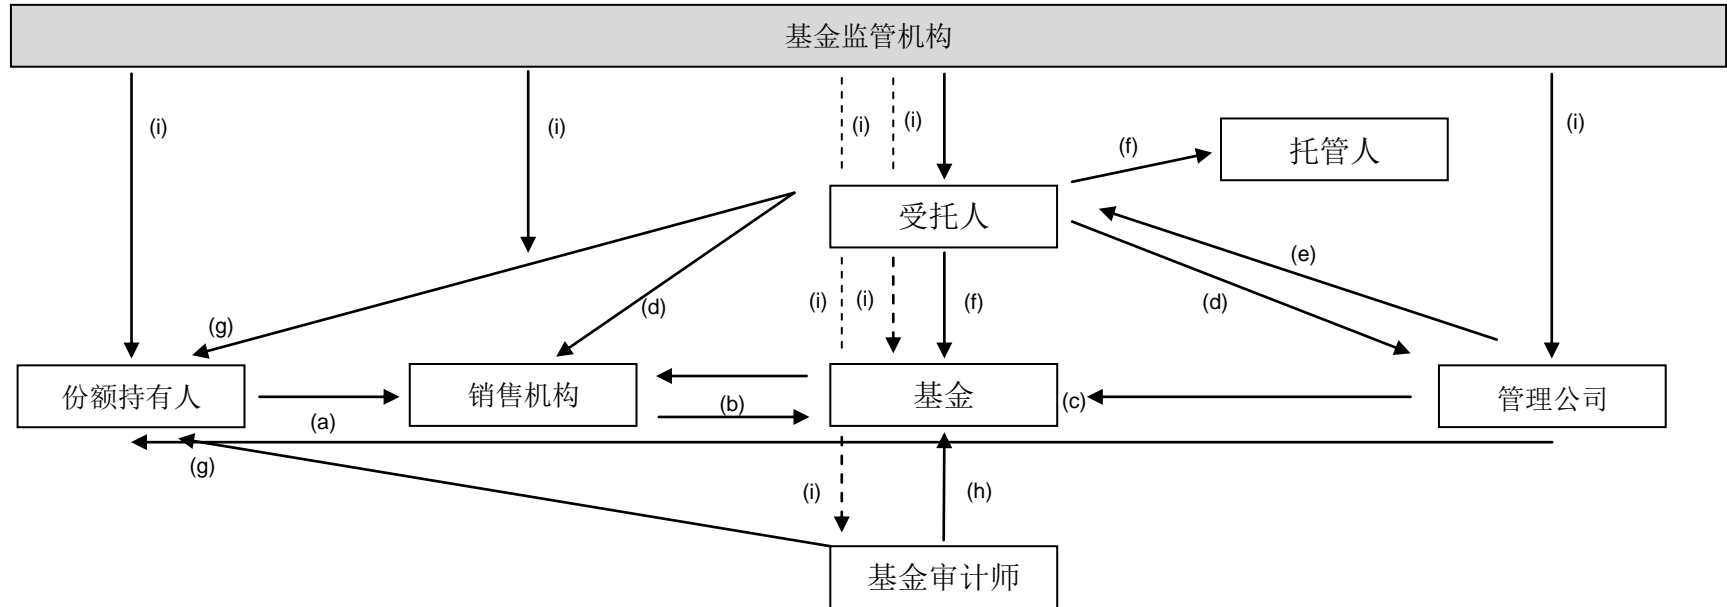 基金监管机构
(i)
(i)
(i)
(i)
(i)
(f)
托管人
受托人
(g)
(d)
(i)
(i)
(f)
(e)
(d)
份额持有人
(a)
销售机构
(b)
基金
(c)
管理公司
(g)
(i)
(h)
基金审计师